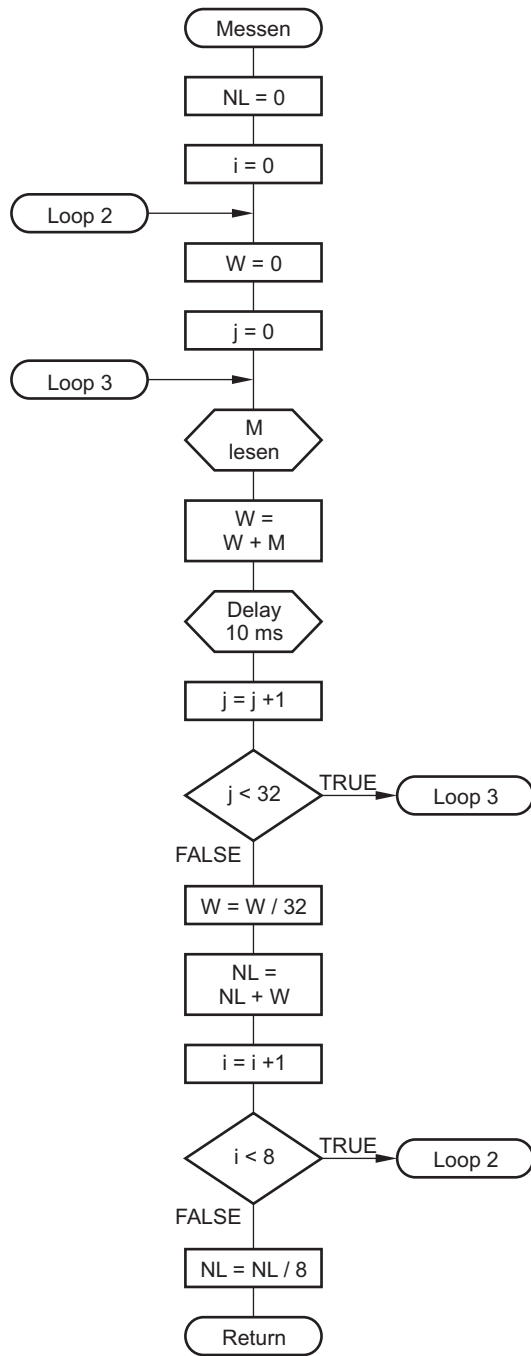 Messen
NL = 0
i = 0
Loop 2
W = 0
j = 0
Loop 3
M
lesen
W =
W + M
Delay
10 ms
j = j +1
j < 32
TRUE
Loop 3
FALSE
W = W / 32
NL =
NL + W
i = i +1
i < 8
TRUE
Loop 2
FALSE
NL = NL / 8
Return